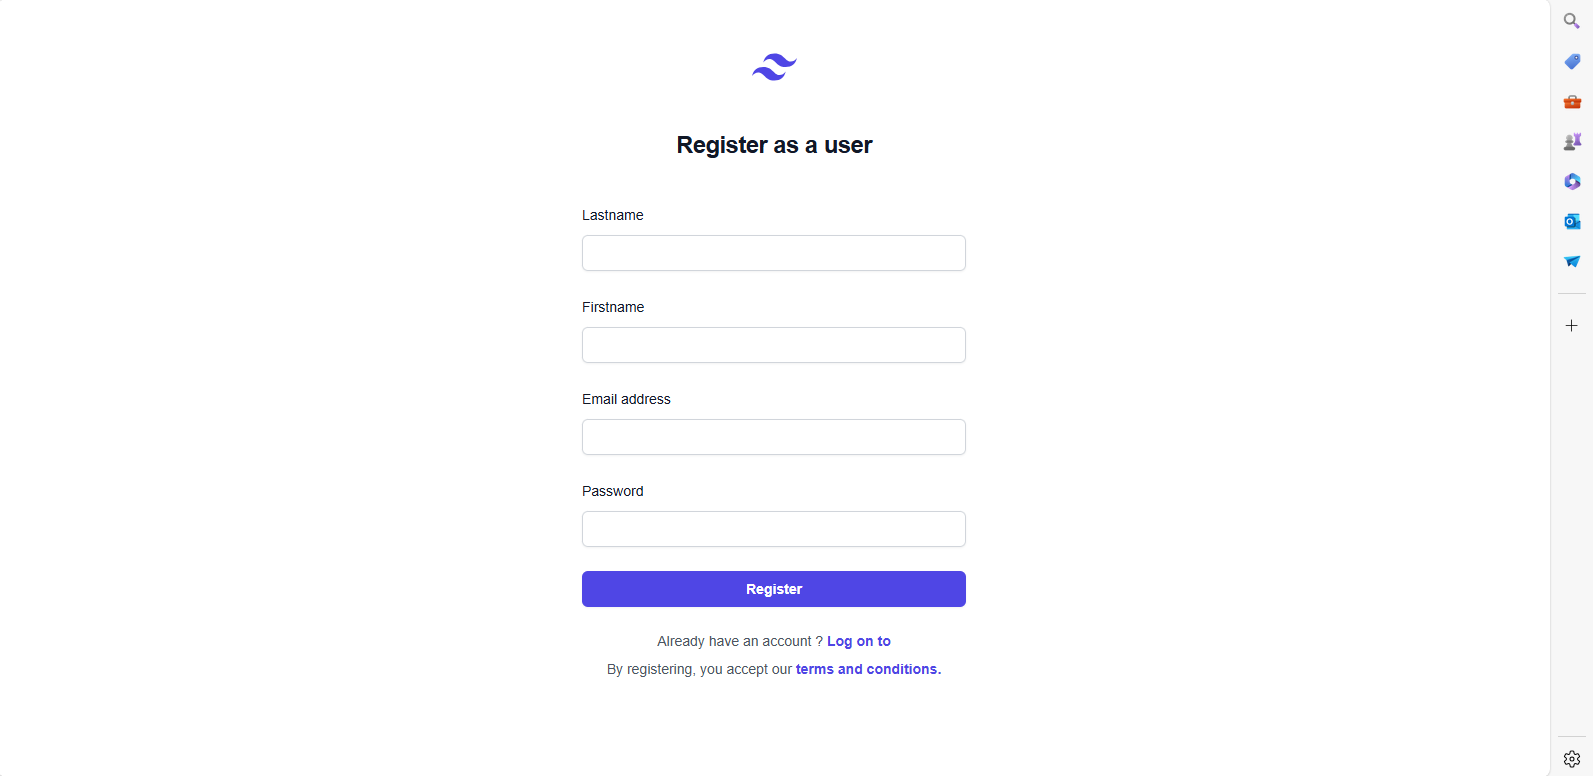 Register as a user
Lastname
Firstname
Email address
Password
Register
Already have an account ? Log on to
By registering, you accept our terms and conditions.